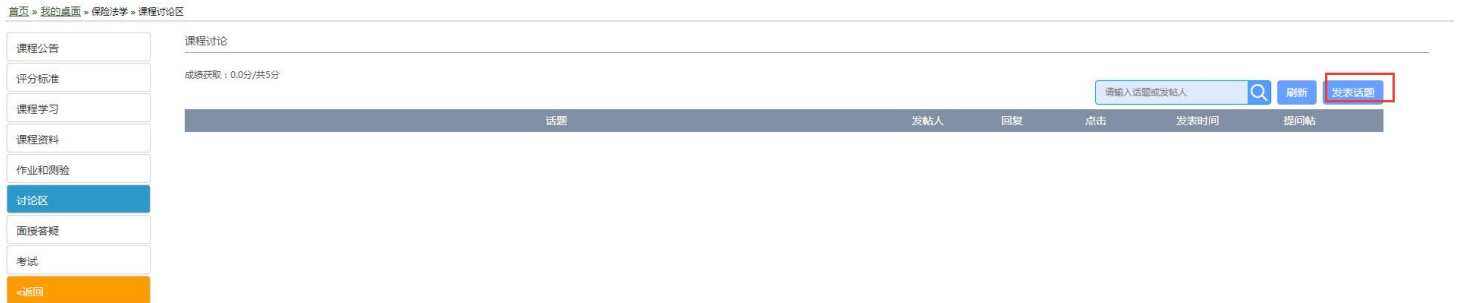 首页 » 我的桌面 » 保险法学 » 课程讨论区
课程公告
评分标准
课程学习
课程资料
作业和测验
讨论区
面授答疑
考试
«返回
课程讨论
成绩获取：0.0分/共5分
请输入话题或发帖人 刷新 发表话题
话题 发帖人 回复 点击 发表时间 提问帖